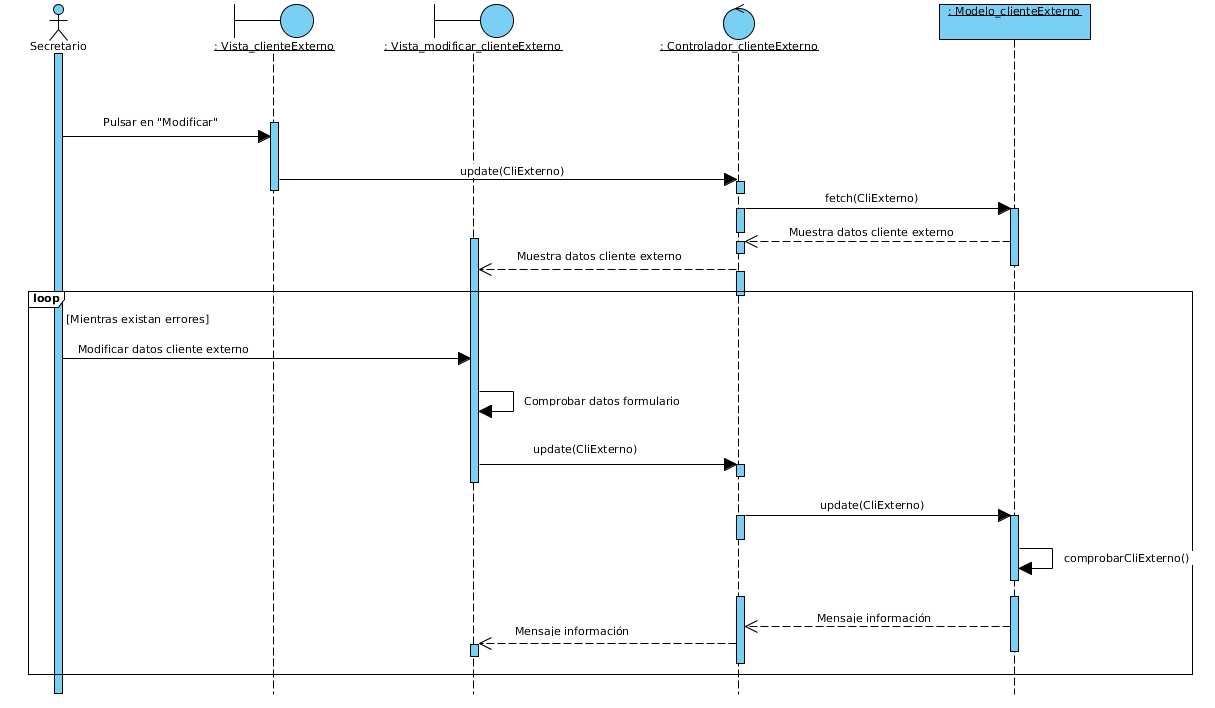 Secretario
: Vista_clienteExterno
: Vista_modificar_clienteExterno
: Controlador_clienteExterno
: Modelo_clienteExterno
Pulsar en "Modificar"
update(CliExterno)
fetch(CliExterno)
Muestra datos cliente externo
Muestra datos cliente externo
loop
[Mientras existan errores]
Modificar datos cliente externo
Comprobar datos formulario
update(CliExterno)
update(CliExterno)
comprobarCliExterno()
Mensaje información
Mensaje información